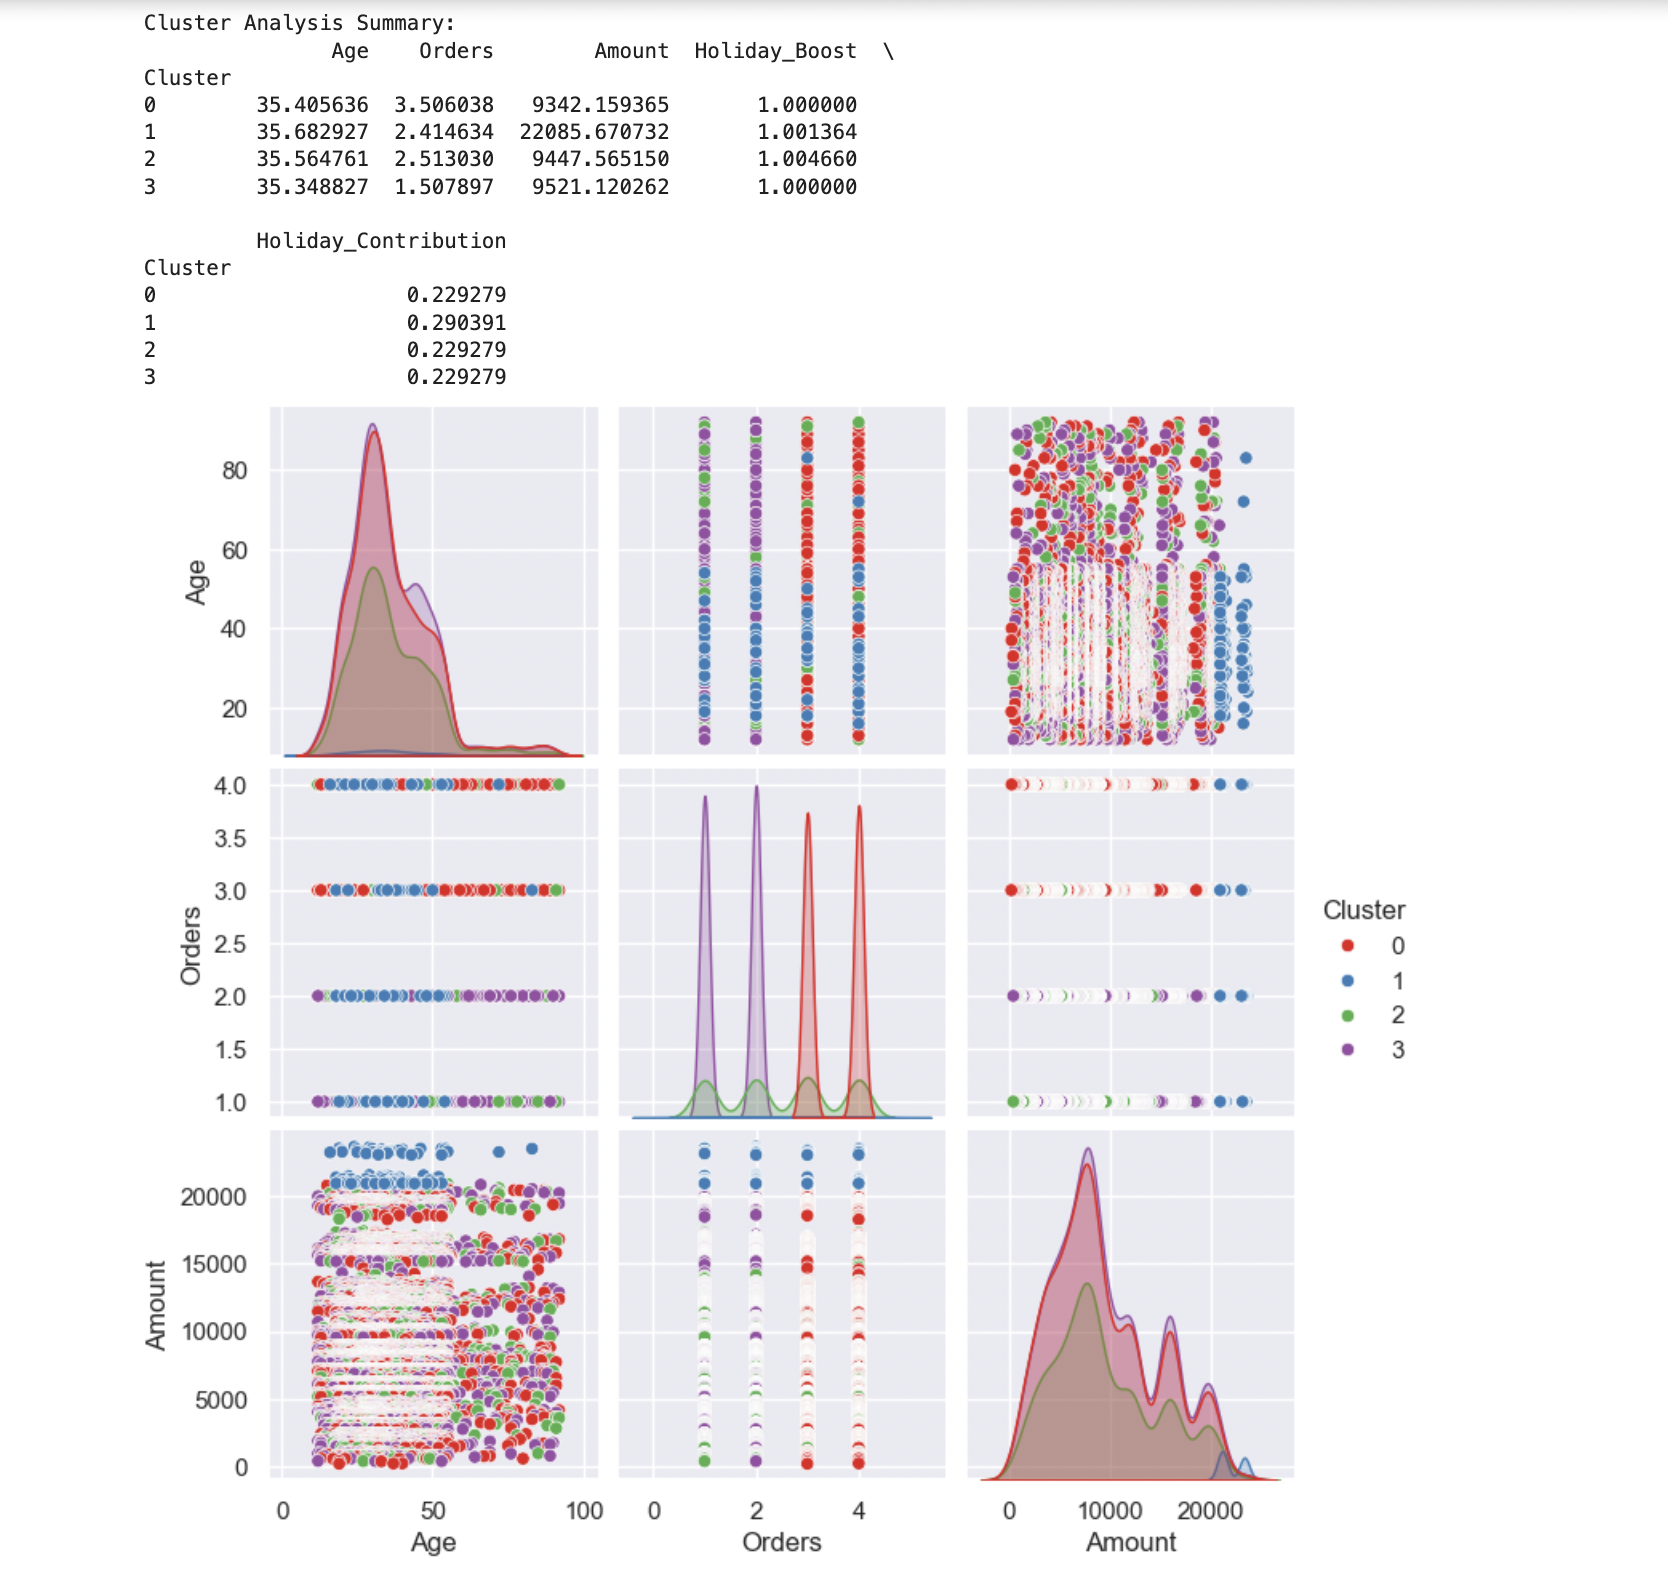 Cluster Analysis Summary:
Age Orders Amount Holiday_Boost \
Cluster
0 35.405636 3.506038 9342.159365 1.000000
1 35.682927 2.414634 22085.670732 1.001364
2 35.564761 2.513030 9447.565150 1.004660
3 35.348827 1.507897 9521.120262 1.000000
Holiday_Contribution
Cluster
0 0.229279
1 0.290391
2 0.229279
3 0.229279
80
60
40
20
Age
4.0
3.5
3.0
2.5
2.0
1.5
1.0
Orders
Cluster
0
1
2
3
20000
15000
10000
5000
0
Amount
0 50 100 0 2 4 0 10000 20000
Age Orders Amount